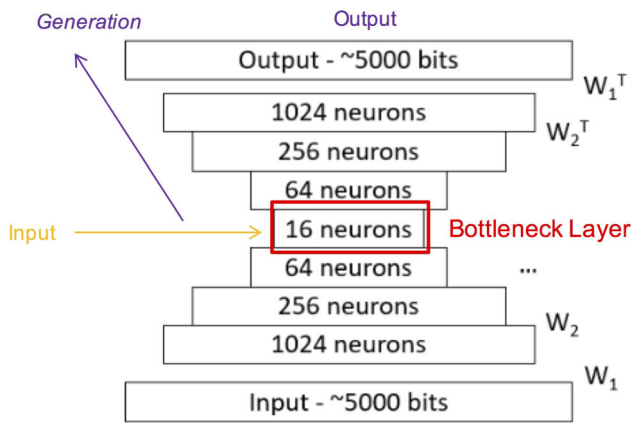 Generation
Output
Output - ~5000 bits
W₁ᵀ
1024 neurons
W₂ᵀ
256 neurons
64 neurons
Input
16 neurons
Bottleneck Layer
64 neurons
...
256 neurons
W₂
1024 neurons
W₁
Input - ~5000 bits